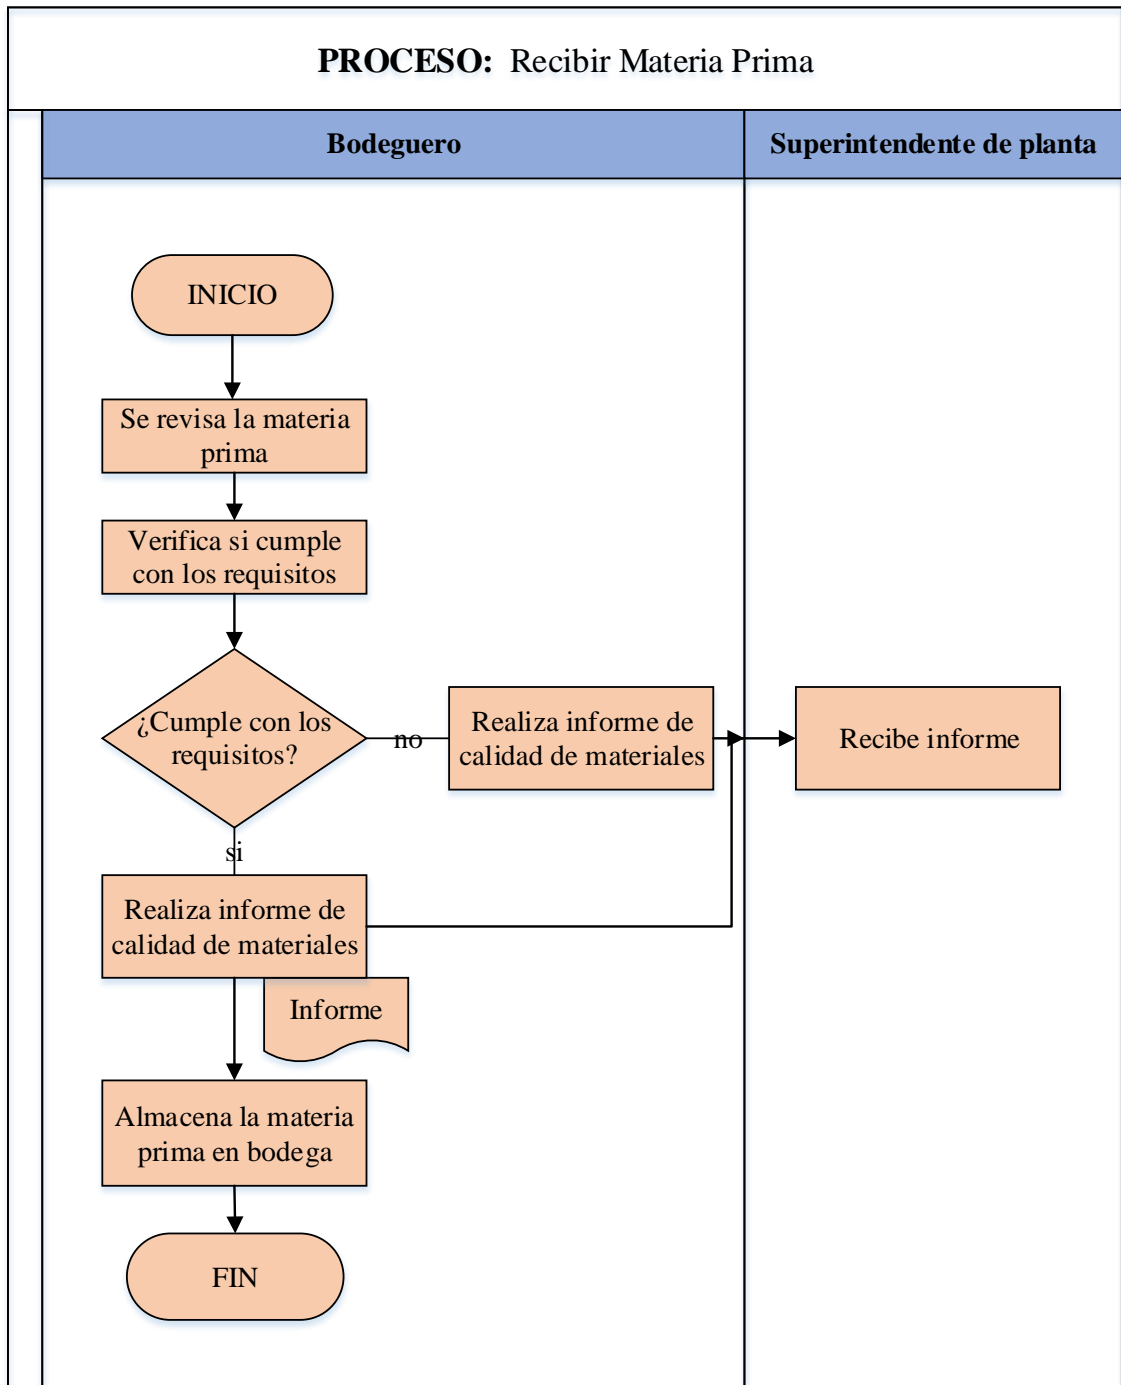 PROCESO: Recibir Materia Prima
Bodeguero
Superintendente de planta
INICIO
Se revisa la materia
prima
Verifica si cumple
con los requisitos
¿Cumple con los
requisitos?
no
Realiza informe de
calidad de materiales
Recibe informe
si
Realiza informe de
calidad de materiales
Informe
Almacena la materia
prima en bodega
FIN